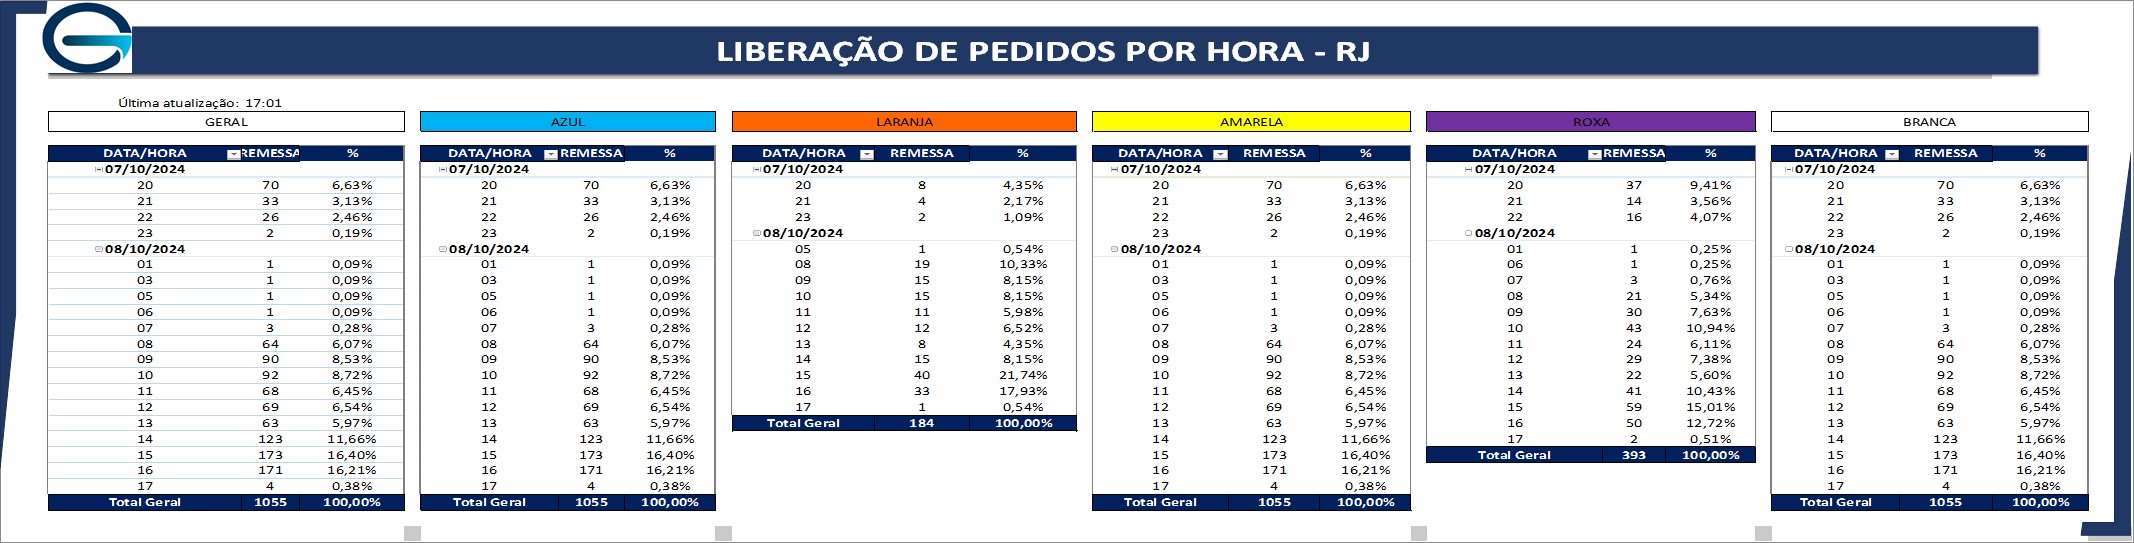 LIBERAÇÃO DE PEDIDOS POR HORA - RJ
Última atualização: 17:01
GERAL
DATA/HORA REMESSA %
07/10/2024
20 70 6,63%
21 33 3,13%
22 26 2,46%
23 2 0,19%
08/10/2024
01 1 0,09%
03 1 0,09%
05 1 0,09%
06 1 0,09%
07 3 0,28%
08 64 6,07%
09 90 8,53%
10 92 8,72%
11 68 6,45%
12 69 6,54%
13 63 5,97%
14 123 11,66%
15 173 16,40%
16 171 16,21%
17 4 0,38%
Total Geral 1055 100,00%
AZUL
DATA/HORA REMESSA %
07/10/2024
20 70 6,63%
21 33 3,13%
22 26 2,46%
23 2 0,19%
08/10/2024
01 1 0,09%
03 1 0,09%
05 1 0,09%
06 1 0,09%
07 3 0,28%
08 64 6,07%
09 90 8,53%
10 92 8,72%
11 68 6,45%
12 69 6,54%
13 63 5,97%
14 123 11,66%
15 173 16,40%
16 171 16,21%
17 4 0,38%
Total Geral 1055 100,00%
LARANJA
DATA/HORA REMESSA %
07/10/2024
20 8 4,35%
21 4 2,17%
23 2 1,09%
08/10/2024
05 1 0,54%
08 19 10,33%
09 15 8,15%
10 15 8,15%
11 11 5,98%
12 12 6,52%
13 8 4,35%
14 15 8,15%
15 40 21,74%
16 33 17,93%
17 1 0,54%
Total Geral 184 100,00%
AMARELA
DATA/HORA REMESSA %
07/10/2024
20 70 6,63%
21 33 3,13%
22 26 2,46%
23 2 0,19%
08/10/2024
01 1 0,09%
03 1 0,09%
05 1 0,09%
06 1 0,09%
07 3 0,28%
08 64 6,07%
09 90 8,53%
10 92 8,72%
11 68 6,45%
12 69 6,54%
13 63 5,97%
14 123 11,66%
15 173 16,40%
16 171 16,21%
17 4 0,38%
Total Geral 1055 100,00%
ROXA
DATA/HORA REMESSA %
07/10/2024
20 37 9,41%
21 14 3,56%
22 16 4,07%
08/10/2024
01 1 0,25%
06 1 0,25%
07 3 0,76%
08 21 5,34%
09 30 7,63%
10 43 10,94%
11 24 6,11%
12 29 7,38%
13 22 5,60%
14 41 10,43%
15 59 15,01%
16 50 12,72%
17 2 0,51%
Total Geral 393 100,00%
BRANCA
DATA/HORA REMESSA %
07/10/2024
20 70 6,63%
21 33 3,13%
22 26 2,46%
23 2 0,19%
08/10/2024
01 1 0,09%
03 1 0,09%
05 1 0,09%
06 1 0,09%
07 3 0,28%
08 64 6,07%
09 90 8,53%
10 92 8,72%
11 68 6,45%
12 69 6,54%
13 63 5,97%
14 123 11,66%
15 173 16,40%
16 171 16,21%
17 4 0,38%
Total Geral 1055 100,00%